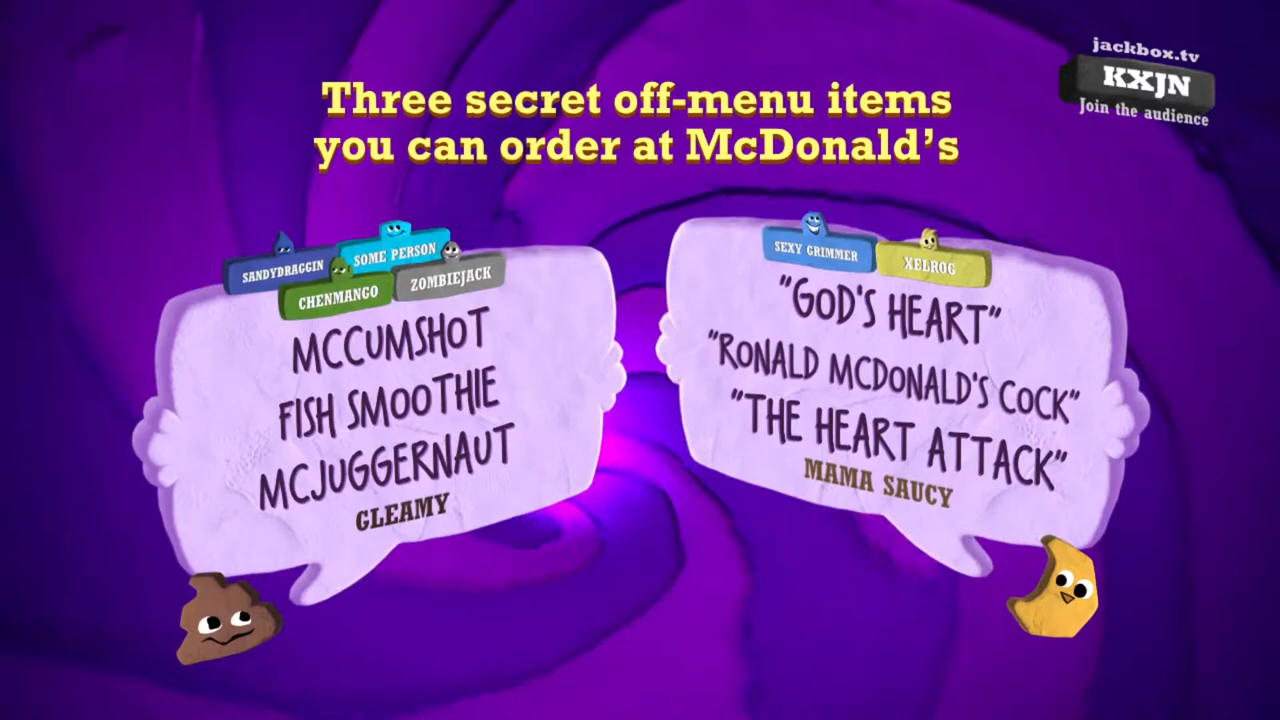 jackbox.tv
KXJN
Join the audience
Three secret off-menu items
you can order at McDonald's
SANDYDRAGGIN
SOME PERSON
CHENMANGO
ZOMBIEJACK
MCCUMSHOT
FISH SMOOTHIE
MCJUGGERNAUT
GLEAMY
SEXY GRIMMER
XELROG
"GOD'S HEART"
"RONALD MCDONALD'S COCK"
"THE HEART ATTACK"
MAMA SAUCY